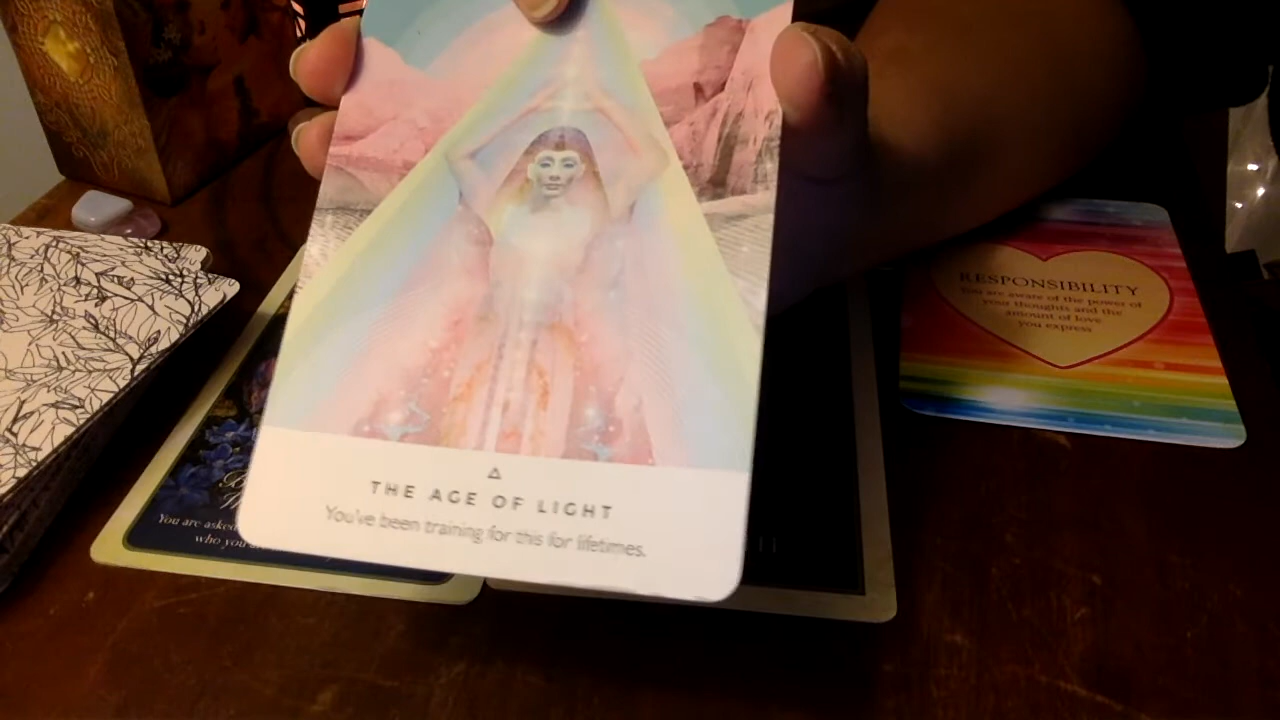 THE AGE OF LIGHT
You've been training for this for lifetimes.
RESPONSIBILITY
You are aware of the power of
your thoughts and the
amount of love
you express
You are asked
who you